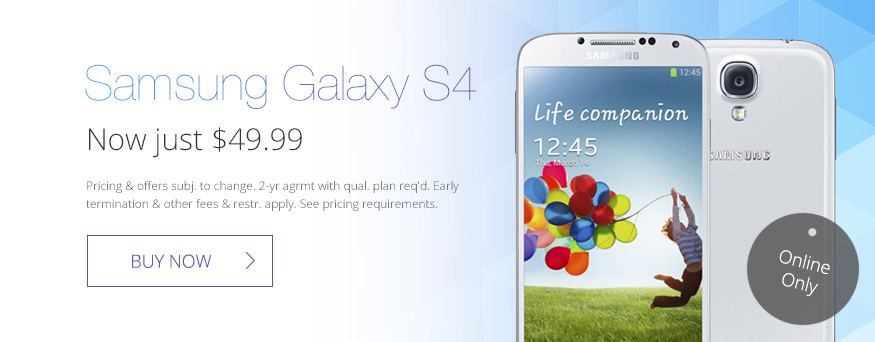 Samsung Galaxy S4
Now just $49.99
Pricing & offers subj. to change. 2-yr agrmt with qual. plan req'd. Early
termination & other fees & restr. apply. See pricing requirements.
BUY NOW
SAMSUNG
12:45
Life companion
12:45
Thu, March 14
SAMSUNG
Online
Only